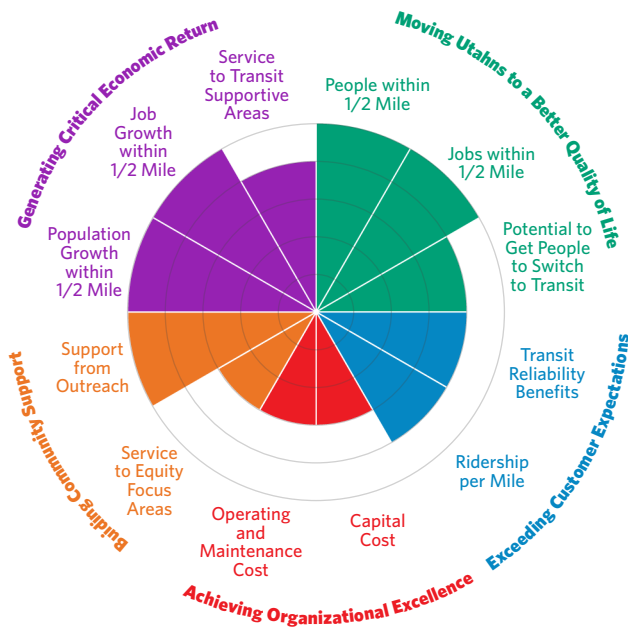 Generating Critical Economic Return
Moving Utahns to a Better Quality of Life
Service
to Transit
Supportive
Areas
People within
1/2 Mile
Job
Growth
within
1/2 Mile
Jobs within
1/2 Mile
Population
Growth
within
1/2 Mile
Potential to
Get People
to Switch
to Transit
Support
from
Outreach
Transit
Reliability
Benefits
Service
to Equity
Focus
Areas
Ridership
per Mile
Operating
and
Maintenance
Cost
Capital
Cost
Building Community Support
Exceeding Customer Expectations
Achieving Organizational Excellence